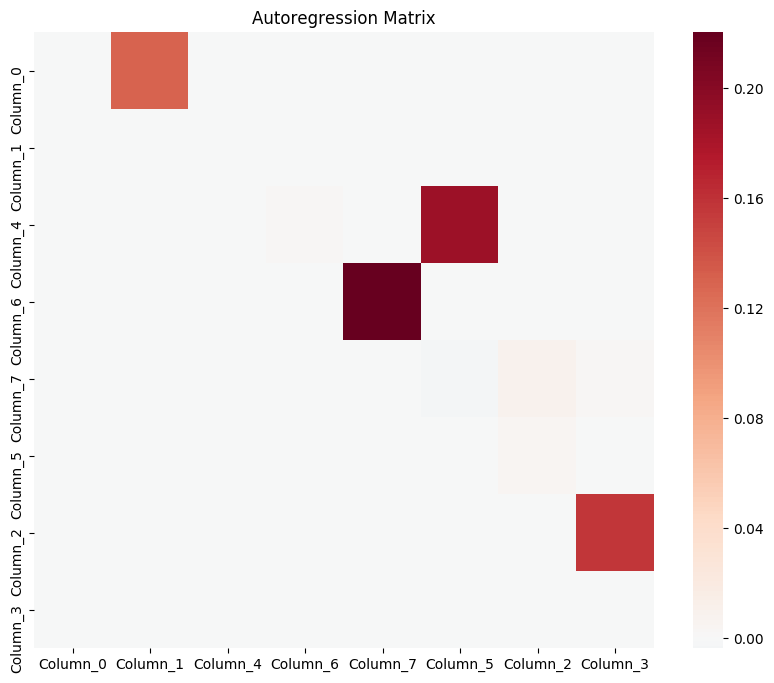 Autoregression Matrix
Column_0
Column_1
Column_4
Column_6
Column_7
Column_5
Column_2
Column_3
Column_0 Column_1 Column_4 Column_6 Column_7 Column_5 Column_2 Column_3
0.20
0.16
0.12
0.08
0.04
0.00